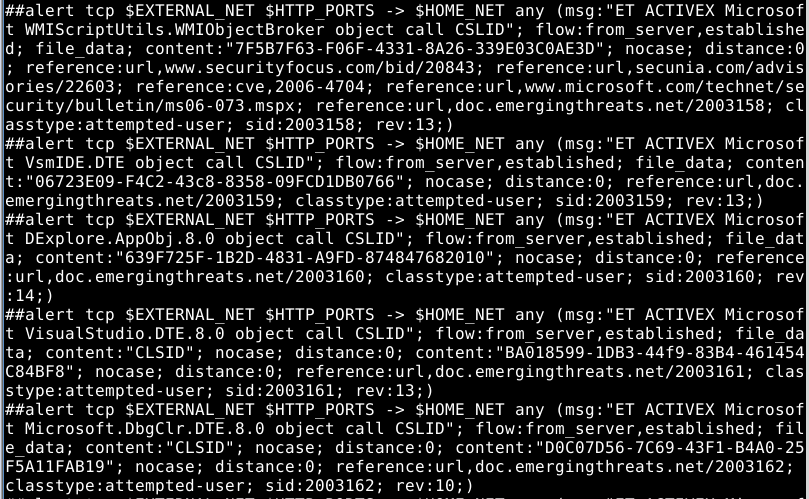 ##alert tcp $EXTERNAL_NET $HTTP_PORTS -> $HOME_NET any (msg:"ET ACTIVEX Microsof
t WMIScriptUtils.WMIObjectBroker object call CSLID"; flow:from_server,establishe
d; file_data; content:"7F5B7F63-F06F-4331-8A26-339E03C0AE3D"; nocase; distance:0
; reference:url,www.securityfocus.com/bid/20843; reference:url,secunia.com/advis
ories/22603; reference:cve,2006-4704; reference:url,www.microsoft.com/technet/se
curity/bulletin/ms06-073.mspx; reference:url,doc.emergingthreats.net/2003158; cl
asstype:attempted-user; sid:2003158; rev:13;)
##alert tcp $EXTERNAL_NET $HTTP_PORTS -> $HOME_NET any (msg:"ET ACTIVEX Microsof
t VsmIDE.DTE object call CSLID"; flow:from_server,established; file_data; conten
t:"06723E09-F4C2-43c8-8358-09FCD1DB0766"; nocase; distance:0; reference:url,doc.
emergingthreats.net/2003159; classtype:attempted-user; sid:2003159; rev:13;)
##alert tcp $EXTERNAL_NET $HTTP_PORTS -> $HOME_NET any (msg:"ET ACTIVEX Microsof
t DExplore.AppObj.8.0 object call CSLID"; flow:from_server,established; file_dat
a; content:"639F725F-1B2D-4831-A9FD-874847682010"; nocase; distance:0; reference
:url,doc.emergingthreats.net/2003160; classtype:attempted-user; sid:2003160; rev
:14;)
##alert tcp $EXTERNAL_NET $HTTP_PORTS -> $HOME_NET any (msg:"ET ACTIVEX Microsof
t VisualStudio.DTE.8.0 object call CSLID"; flow:from_server,established; file_da
ta; content:"CLSID"; nocase; distance:0; content:"BA018599-1DB3-44f9-83B4-461454
C84BF8"; nocase; distance:0; reference:url,doc.emergingthreats.net/2003161; clas
stype:attempted-user; sid:2003161; rev:13;)
##alert tcp $EXTERNAL_NET $HTTP_PORTS -> $HOME_NET any (msg:"ET ACTIVEX Microsof
t Microsoft.DbgClr.DTE.8.0 object call CSLID"; flow:from_server,established; fil
e_data; content:"CLSID"; nocase; distance:0; content:"D0C07D56-7C69-43F1-B4A0-25
F5A11FAB19"; nocase; distance:0; reference:url,doc.emergingthreats.net/2003162;
classtype:attempted-user; sid:2003162; rev:10;)